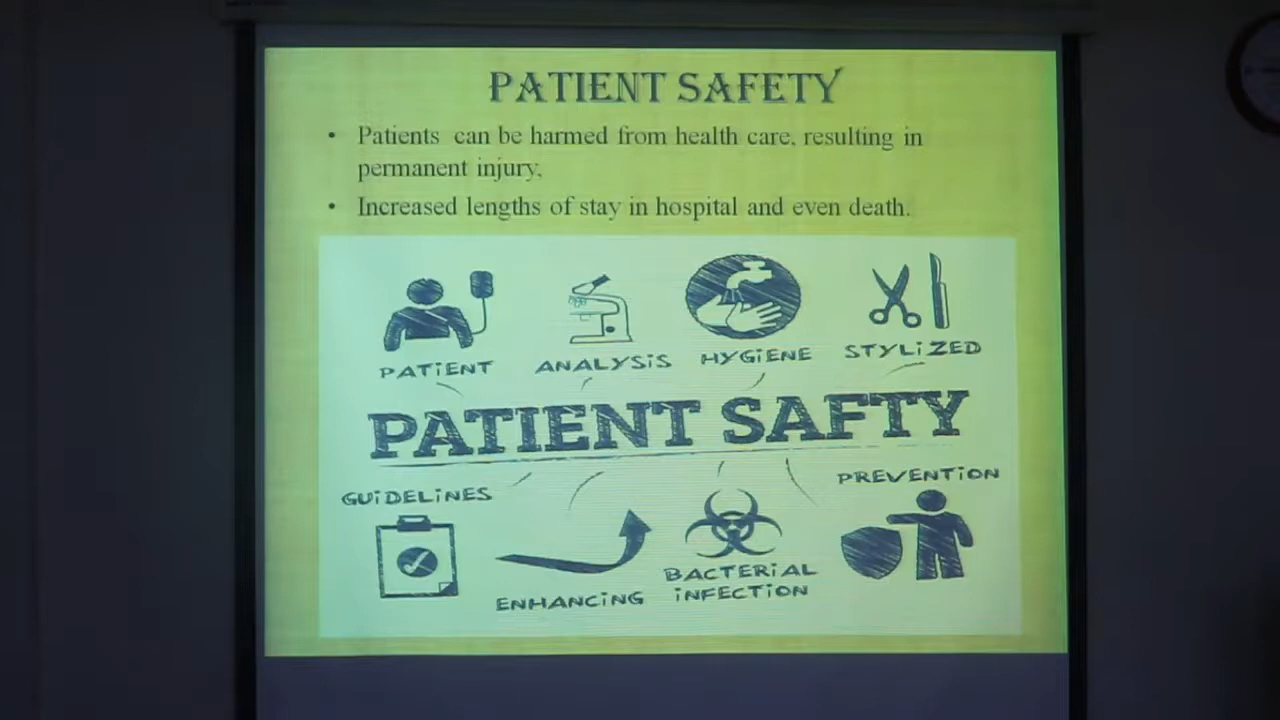 PATIENT SAFETY
• Patients can be harmed from health care, resulting in
permanent injury,
• Increased lengths of stay in hospital and even death.
PATIENT
ANALYSIS
HYGIENE
STYLIZED
PATIENT SAFTY
GUIDELINES
PREVENTION
ENHANCING
BACTERIAL
INFECTION